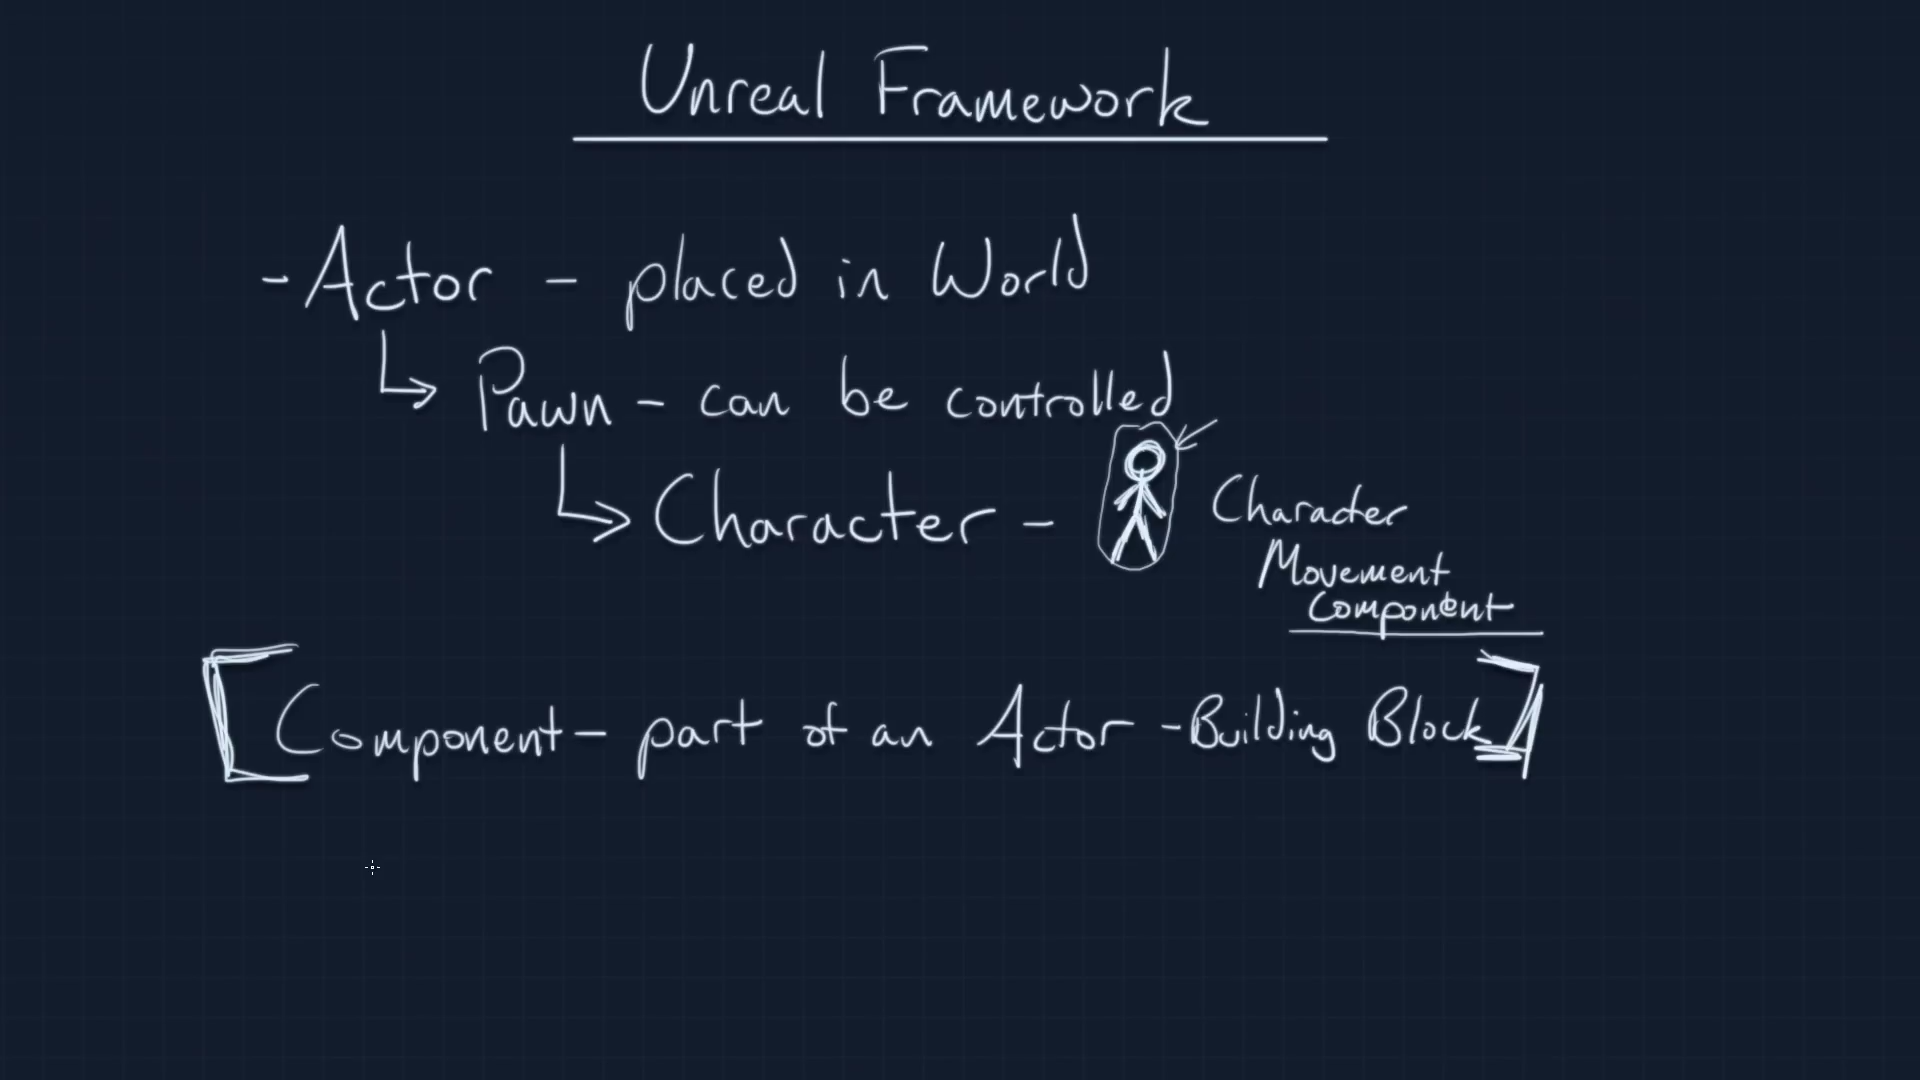 Unreal Framework
- Actor - placed in World
Pawn - can be controlled
Character -
Character
Movement
Component
Component - part of an Actor - Building Block